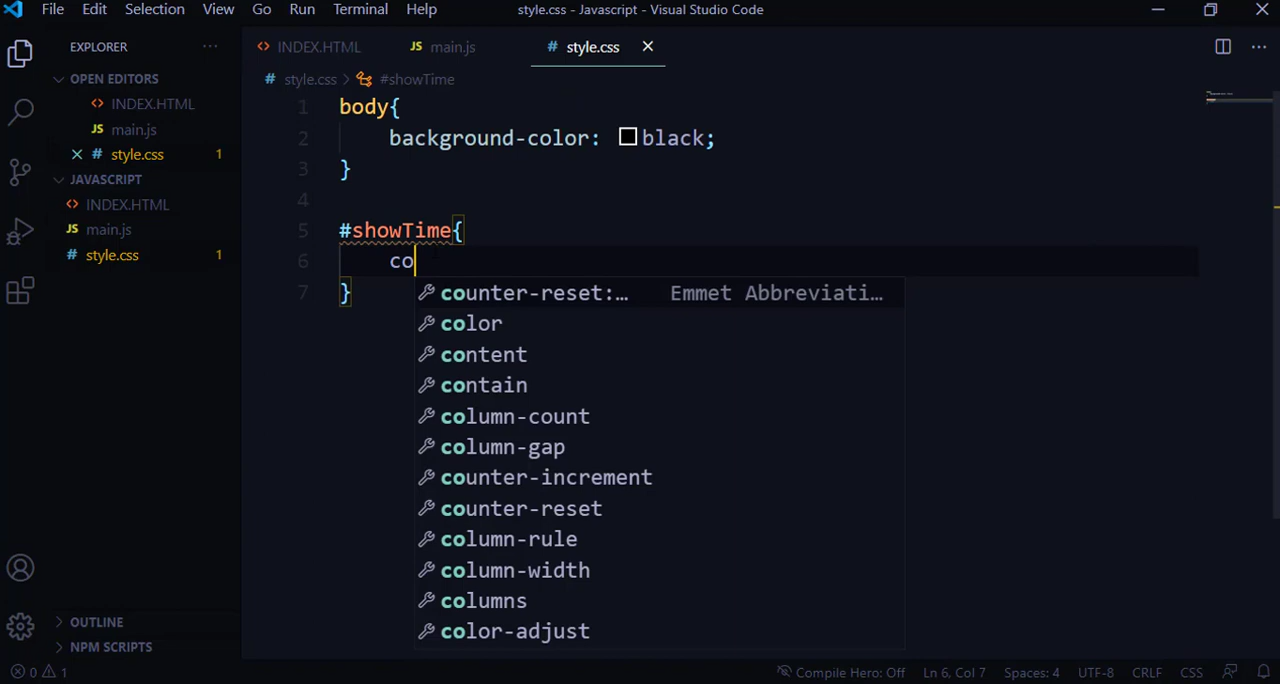 File Edit Selection View Go Run Terminal Help style.css - Javascript - Visual Studio Code
EXPLORER
OPEN EDITORS
<> INDEX.HTML
JS main.js
# style.css 1
JAVASCRIPT
<> INDEX.HTML
JS main.js
# style.css 1
OUTLINE
NPM SCRIPTS
<> INDEX.HTML JS main.js # style.css
# style.css > #showTime
1 body{
2 background-color: black;
3 }
4
5 #showTime{
6 co
7 }
counter-reset:… Emmet Abbreviati…
color
content
contain
column-count
column-gap
counter-increment
counter-reset
column-rule
column-width
columns
color-adjust
0 1 Compile Hero: Off Ln 6, Col 7 Spaces: 4 UTF-8 CRLF CSS